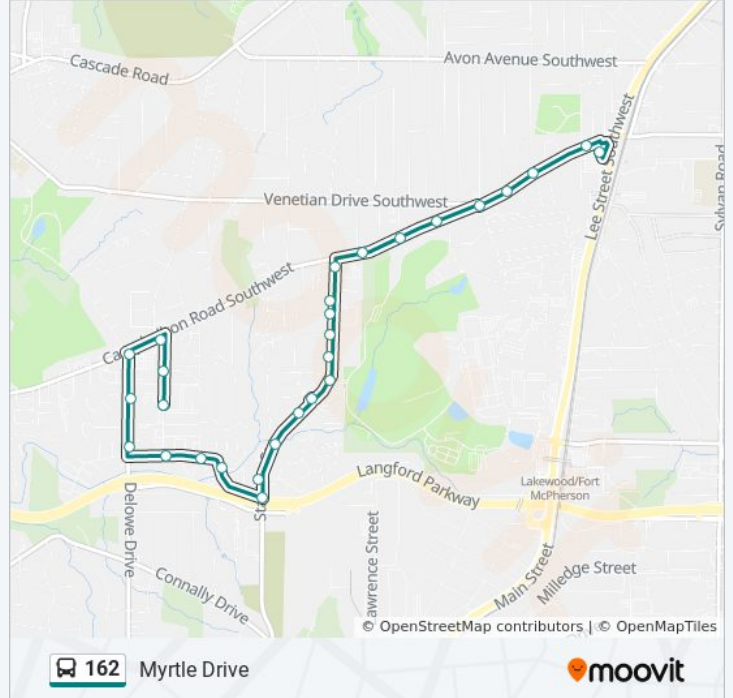 Avon Avenue Southwest
Cascade Road
Lee Street Southwest
Sylvan Road
Venetian Drive Southwest
Road Southwest
Langford Parkway
Lakewood/Fort
McPherson
Delowe Drive
Connally Drive
awrence Street
Main Street
Milledge Street
© OpenStreetMap contributors | © OpenMapTiles
162 Myrtle Drive
moovit